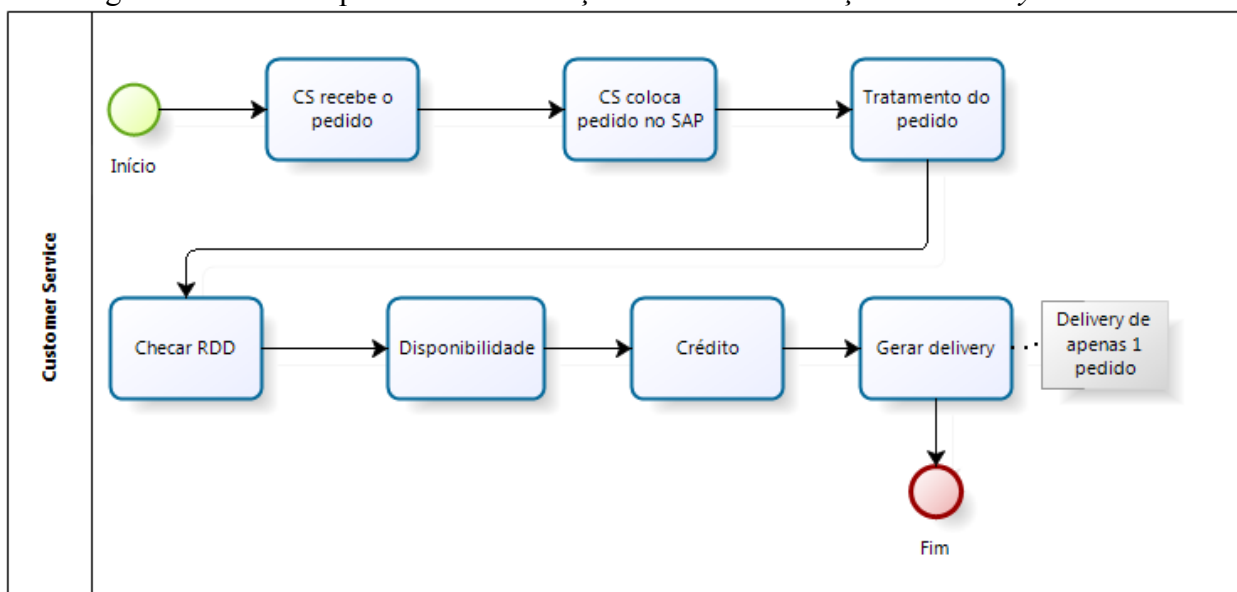 CS recebe o
pedido
CS coloca
pedido no SAP
Tratamento do
pedido
Início
Customer Service
Checar RDD
Disponibilidade
Crédito
Gerar delivery
Delivery de
apenas 1
pedido
Fim